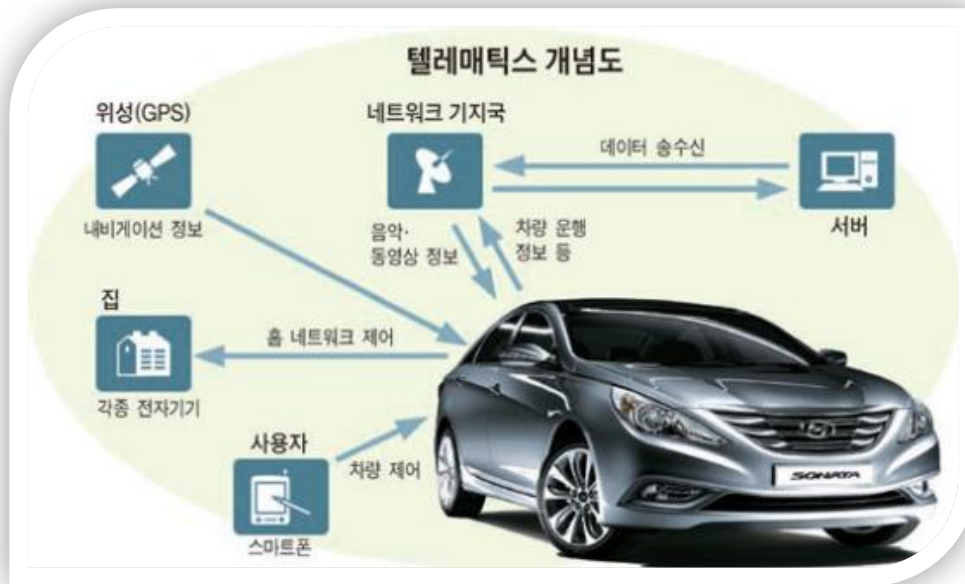 텔레매틱스 개념도
위성(GPS)
내비게이션 정보
네트워크 기지국
데이터 송수신
서버
음악·
동영상 정보
차량 운행
정보 등
집
홈 네트워크 제어
각종 전자기기
사용자
차량 제어
스마트폰
SONATA